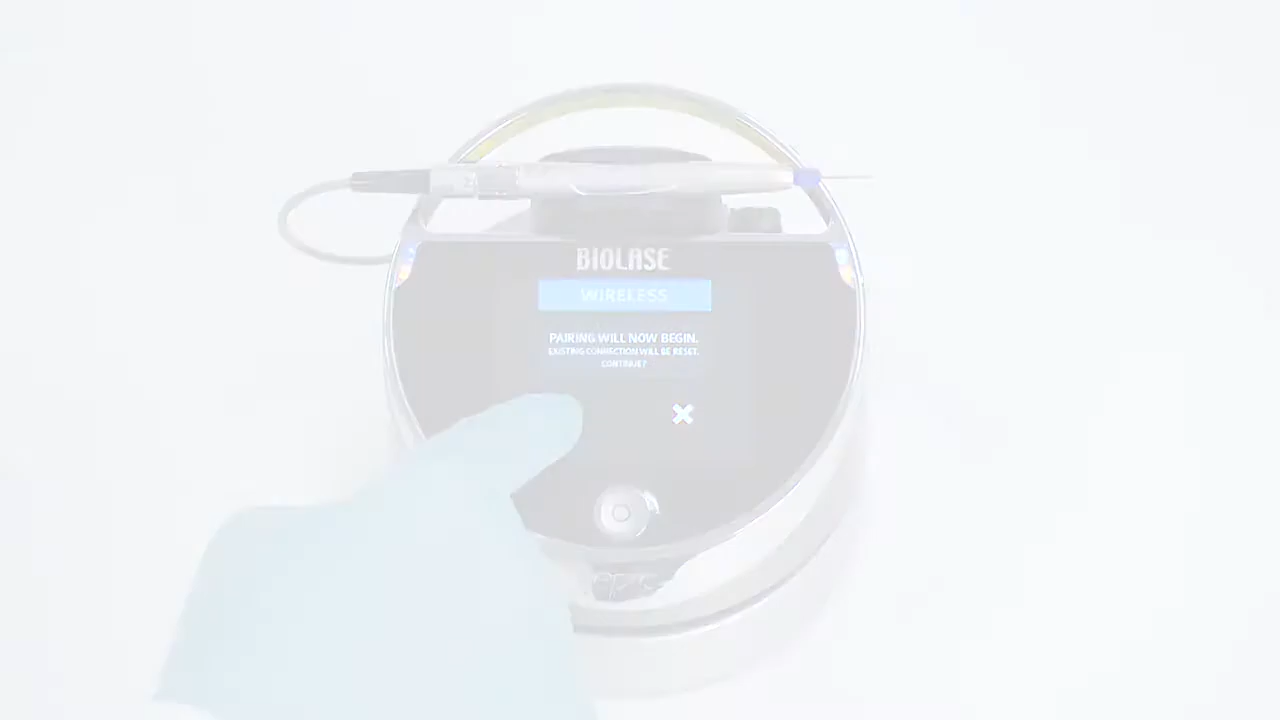 BIOLASE
WIRELESS
PAIRING WILL NOW BEGIN.
EXISTING CONNECTION WILL BE RESET.
CONTINUE?